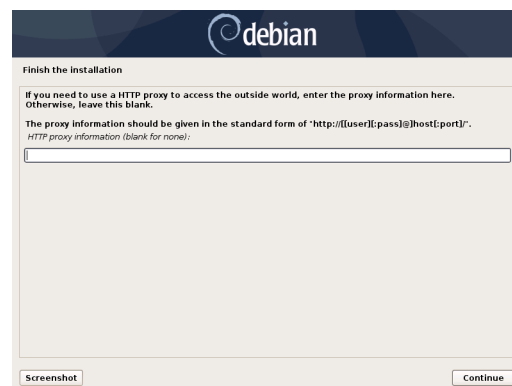 debian
Finish the installation
If you need to use a HTTP proxy to access the outside world, enter the proxy information here.
Otherwise, leave this blank.
The proxy information should be given in the standard form of "http://[[user][:pass]@]host[:port]/".
HTTP proxy information (blank for none):
Screenshot
Continue